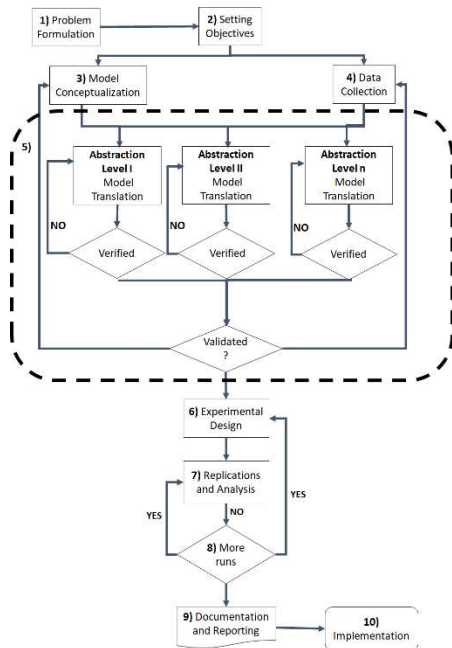 1) Problem
Formulation
2) Setting
Objectives
3) Model
Conceptualization
4) Data
Collection
5)
Abstraction
Level I
Model
Translation
Abstraction
Level II
Model
Translation
Abstraction
Level n
Model
Translation
NO
NO
NO
Verified
Verified
Verified
Validated
?
6) Experimental
Design
7) Replications
and Analysis
YES
NO
YES
8) More
runs
9) Documentation
and Reporting
10)
Implementation